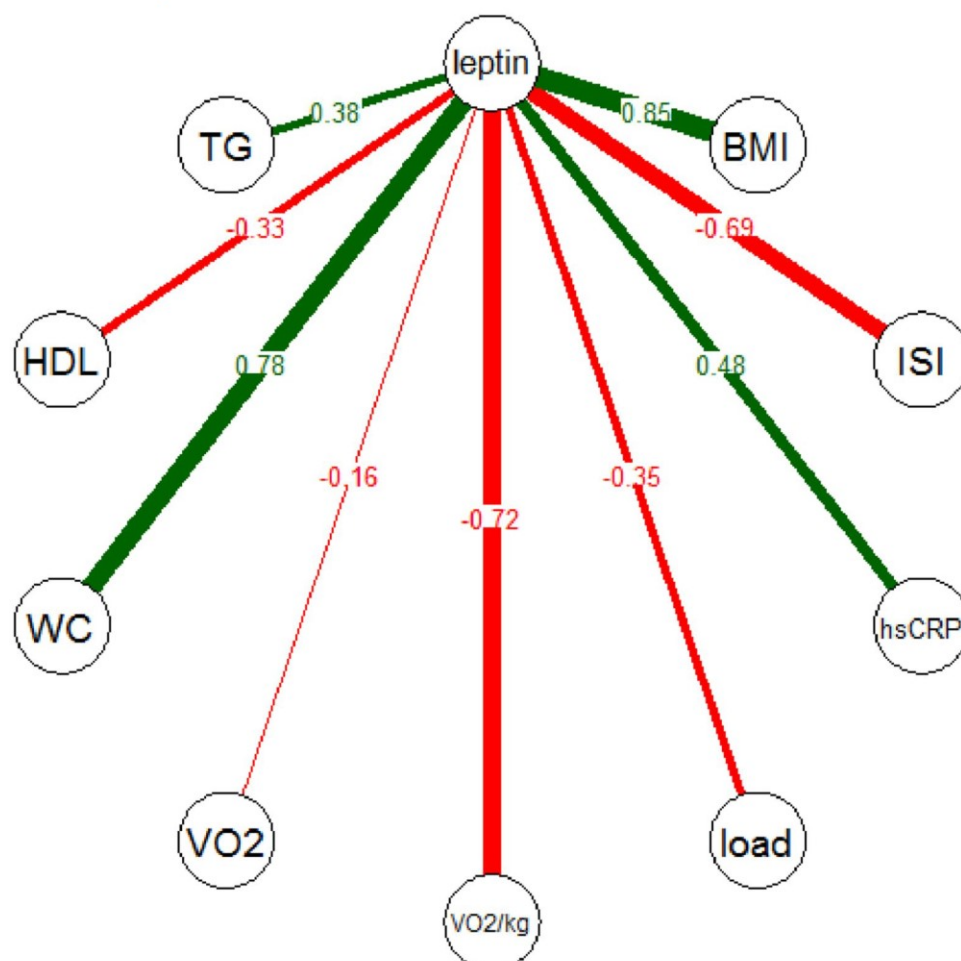 leptin
0.38
0.85
TG
BMI
-0.33
-0.69
HDL
0.78
0.48
ISI
-0.16
-0.35
-0.72
WC
hsCRP
VO2
load
VO2/kg